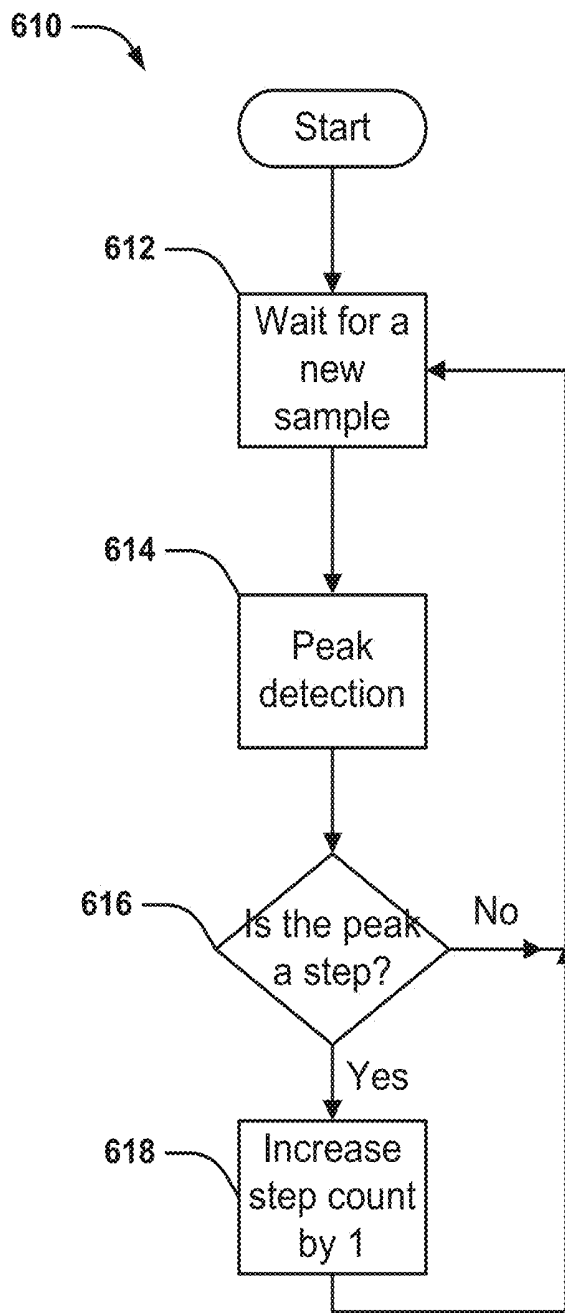 610
Start
612
Wait for a
new
sample
614
Peak
detection
616
Is the peak
a step?
No
Yes
618
Increase
step count
by 1